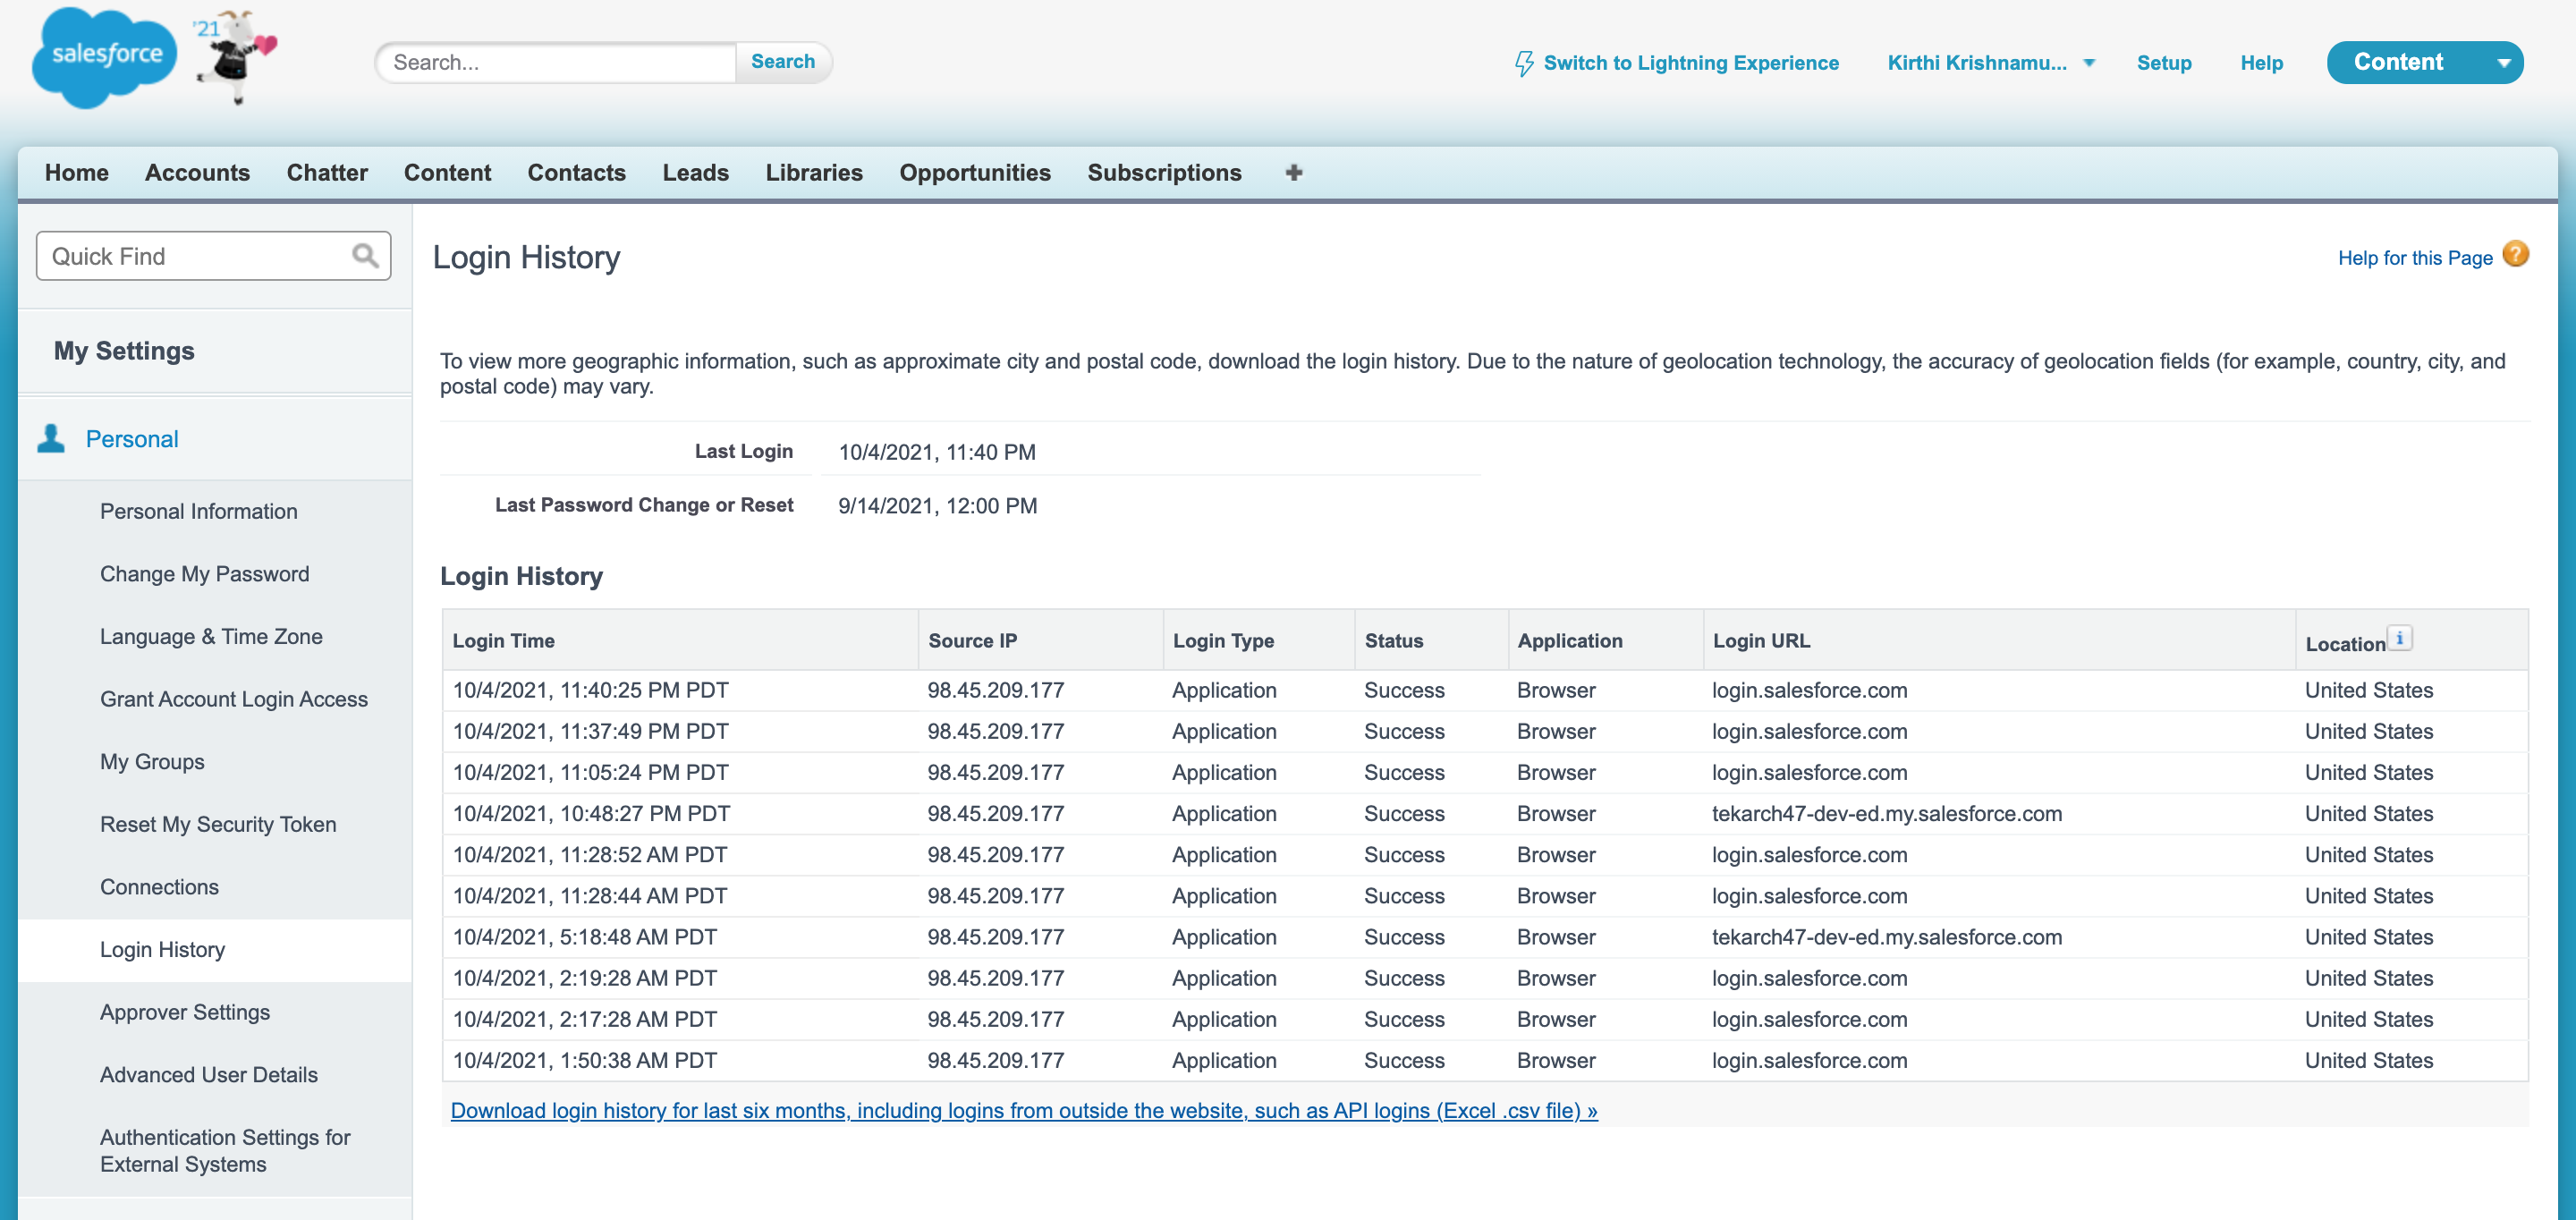 salesforce
'21
Search...
Search
Switch to Lightning Experience
Kirthi Krishnamu...
Setup
Help
Content
Home
Accounts
Chatter
Content
Contacts
Leads
Libraries
Opportunities
Subscriptions
+
Quick Find
My Settings
Personal
Personal Information
Change My Password
Language & Time Zone
Grant Account Login Access
My Groups
Reset My Security Token
Connections
Login History
Approver Settings
Advanced User Details
Authentication Settings for
External Systems
Login History
Help for this Page ?
To view more geographic information, such as approximate city and postal code, download the login history. Due to the nature of geolocation technology, the accuracy of geolocation fields (for example, country, city, and
postal code) may vary.
Last Login 10/4/2021, 11:40 PM
Last Password Change or Reset 9/14/2021, 12:00 PM
Login History
Login Time Source IP Login Type Status Application Login URL Location i
10/4/2021, 11:40:25 PM PDT 98.45.209.177 Application Success Browser login.salesforce.com United States
10/4/2021, 11:37:49 PM PDT 98.45.209.177 Application Success Browser login.salesforce.com United States
10/4/2021, 11:05:24 PM PDT 98.45.209.177 Application Success Browser login.salesforce.com United States
10/4/2021, 10:48:27 PM PDT 98.45.209.177 Application Success Browser tekarch47-dev-ed.my.salesforce.com United States
10/4/2021, 11:28:52 AM PDT 98.45.209.177 Application Success Browser login.salesforce.com United States
10/4/2021, 11:28:44 AM PDT 98.45.209.177 Application Success Browser login.salesforce.com United States
10/4/2021, 5:18:48 AM PDT 98.45.209.177 Application Success Browser tekarch47-dev-ed.my.salesforce.com United States
10/4/2021, 2:19:28 AM PDT 98.45.209.177 Application Success Browser login.salesforce.com United States
10/4/2021, 2:17:28 AM PDT 98.45.209.177 Application Success Browser login.salesforce.com United States
10/4/2021, 1:50:38 AM PDT 98.45.209.177 Application Success Browser login.salesforce.com United States
Download login history for last six months, including logins from outside the website, such as API logins (Excel .csv file) »